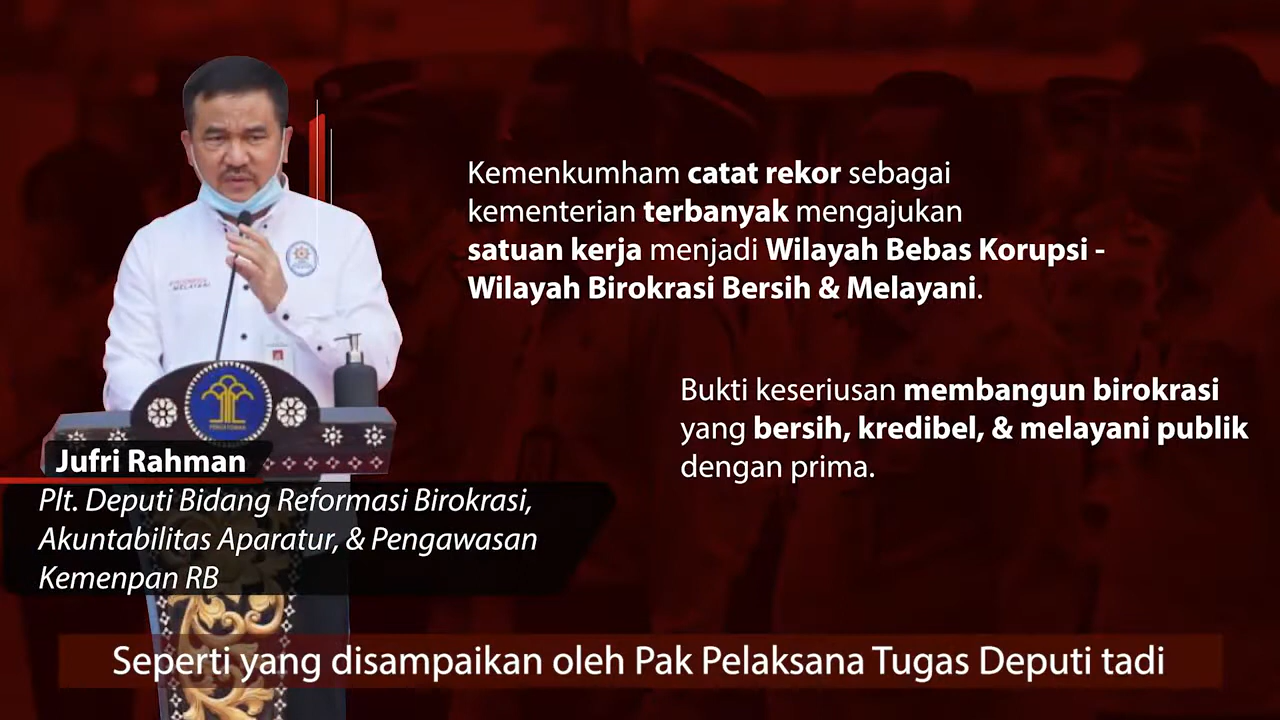 Kemenkumham catat rekor sebagai
kementerian terbanyak mengajukan
satuan kerja menjadi Wilayah Bebas Korupsi -
Wilayah Birokrasi Bersih & Melayani.
Bukti keseriusan membangun birokrasi
yang bersih, kredibel, & melayani publik
dengan prima.
Jufri Rahman
Plt. Deputi Bidang Reformasi Birokrasi,
Akuntabilitas Aparatur, & Pengawasan
Kemenpan RB
Seperti yang disampaikan oleh Pak Pelaksana Tugas Deputi tadi